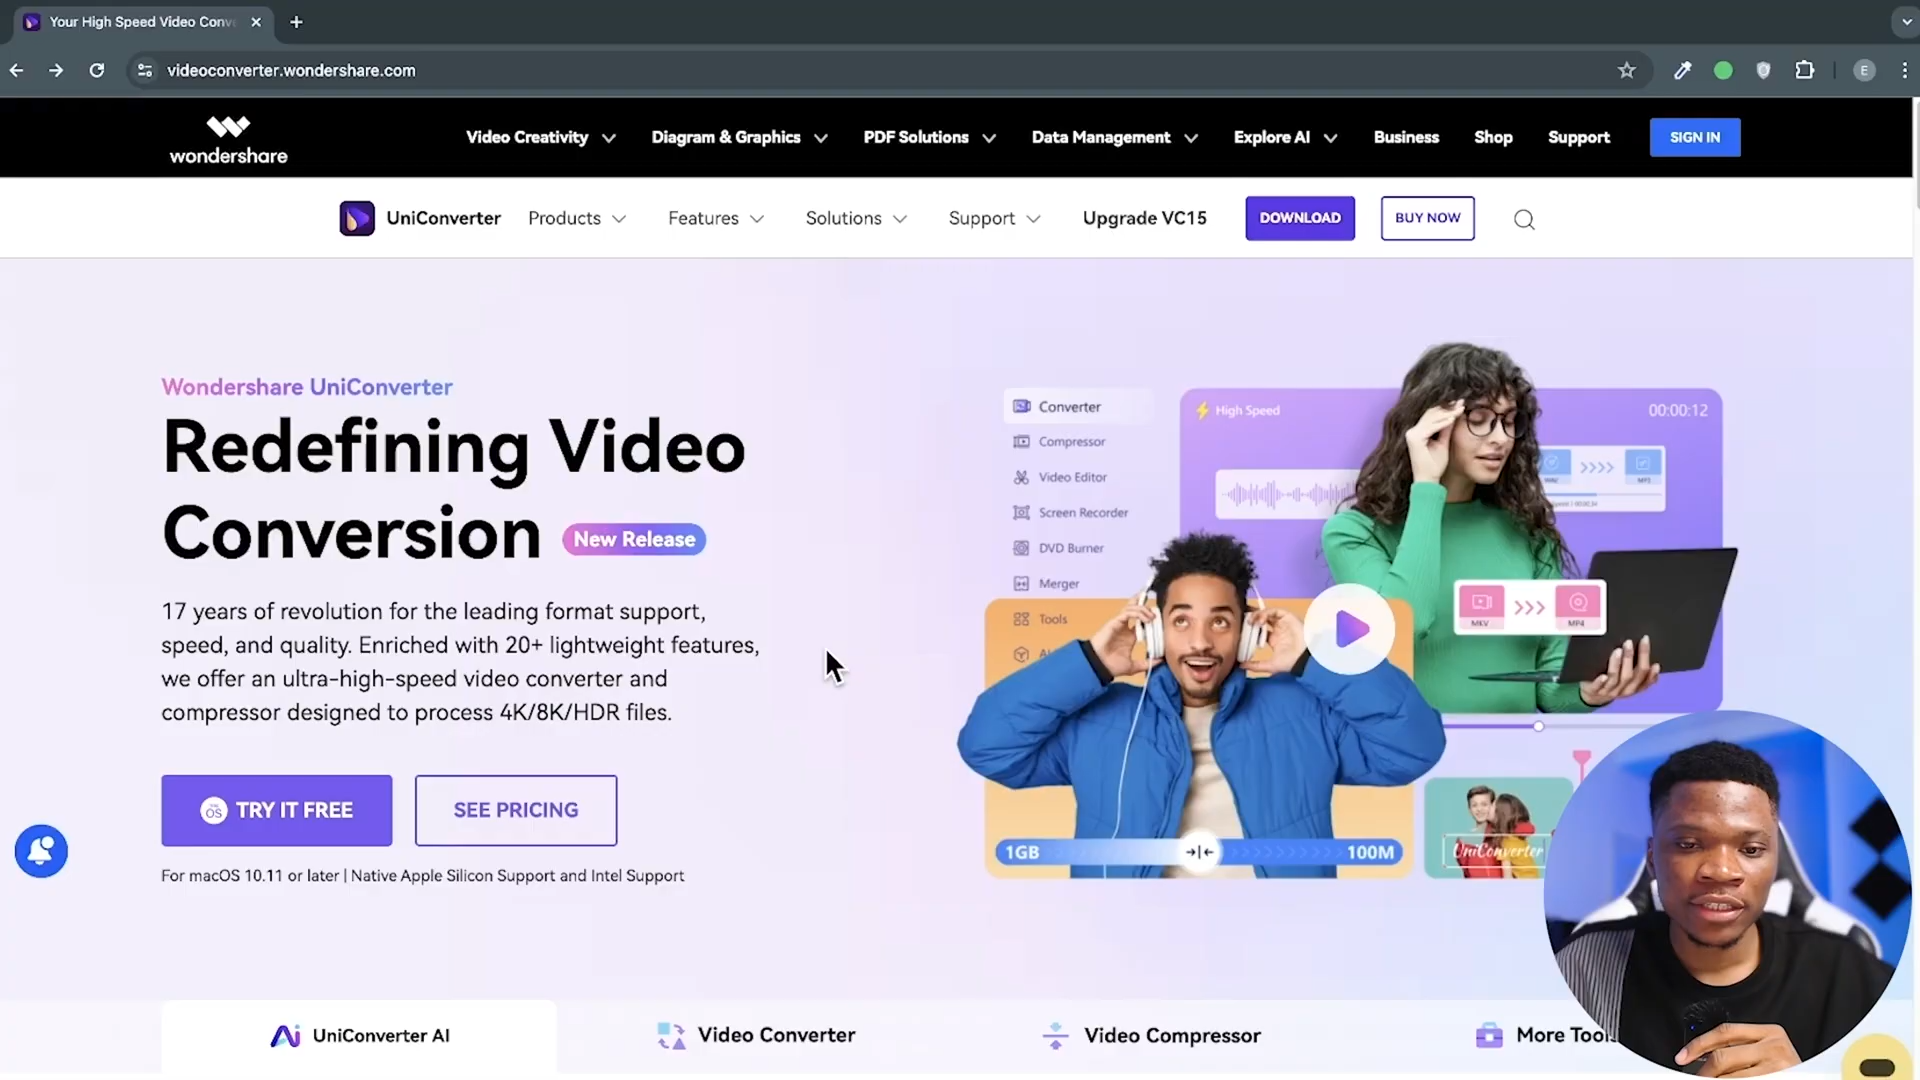 Your High Speed Video Conv
videoconverter.wondershare.com
E
wondershare
Video Creativity
Diagram & Graphics
PDF Solutions
Data Management
Explore AI
Business
Shop
Support
SIGN IN
UniConverter
Products
Features
Solutions
Support
Upgrade VC15
DOWNLOAD
BUY NOW
Wondershare UniConverter
Redefining Video
Conversion
New Release
17 years of revolution for the leading format support,
speed, and quality. Enriched with 20+ lightweight features,
we offer an ultra-high-speed video converter and
compressor designed to process 4K/8K/HDR files.
TRY IT FREE
SEE PRICING
For macOS 10.11 or later | Native Apple Silicon Support and Intel Support
Converter
Compressor
Video Editor
Screen Recorder
DVD Burner
Merger
Tools
High Speed
00:00:12
MKV
MP4
1GB
100M
UniConverter
UniConverter AI
Video Converter
Video Compressor
More Tools